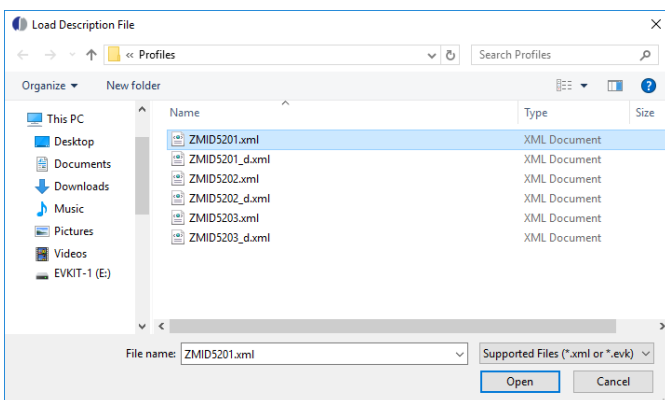 Load Description File
« Profiles
Search Profiles
Organize
New folder
This PC
Desktop
Documents
Downloads
Music
Pictures
Videos
EVKIT-1 (E:)
Name Type Size
ZMID5201.xml XML Document
ZMID5201_d.xml XML Document
ZMID5202.xml XML Document
ZMID5202_d.xml XML Document
ZMID5203.xml XML Document
ZMID5203_d.xml XML Document
File name: ZMID5201.xml Supported Files (*.xml or *.evk)
Open Cancel